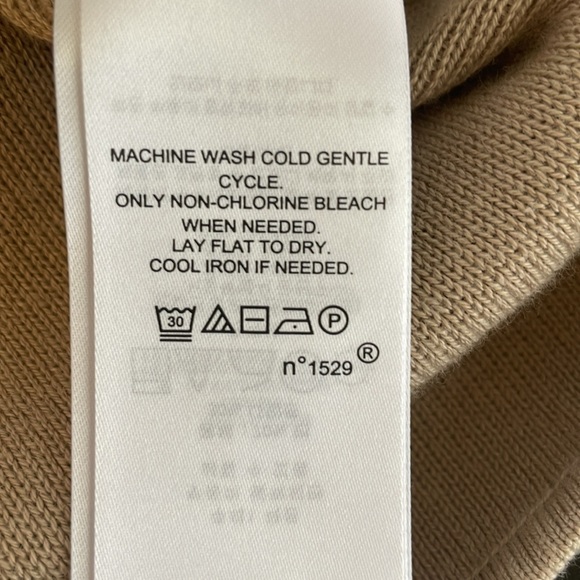 MACHINE WASH COLD GENTLE
CYCLE.
ONLY NON-CHLORINE BLEACH
WHEN NEEDED.
LAY FLAT TO DRY.
COOL IRON IF NEEDED.
30 P
n°1529®